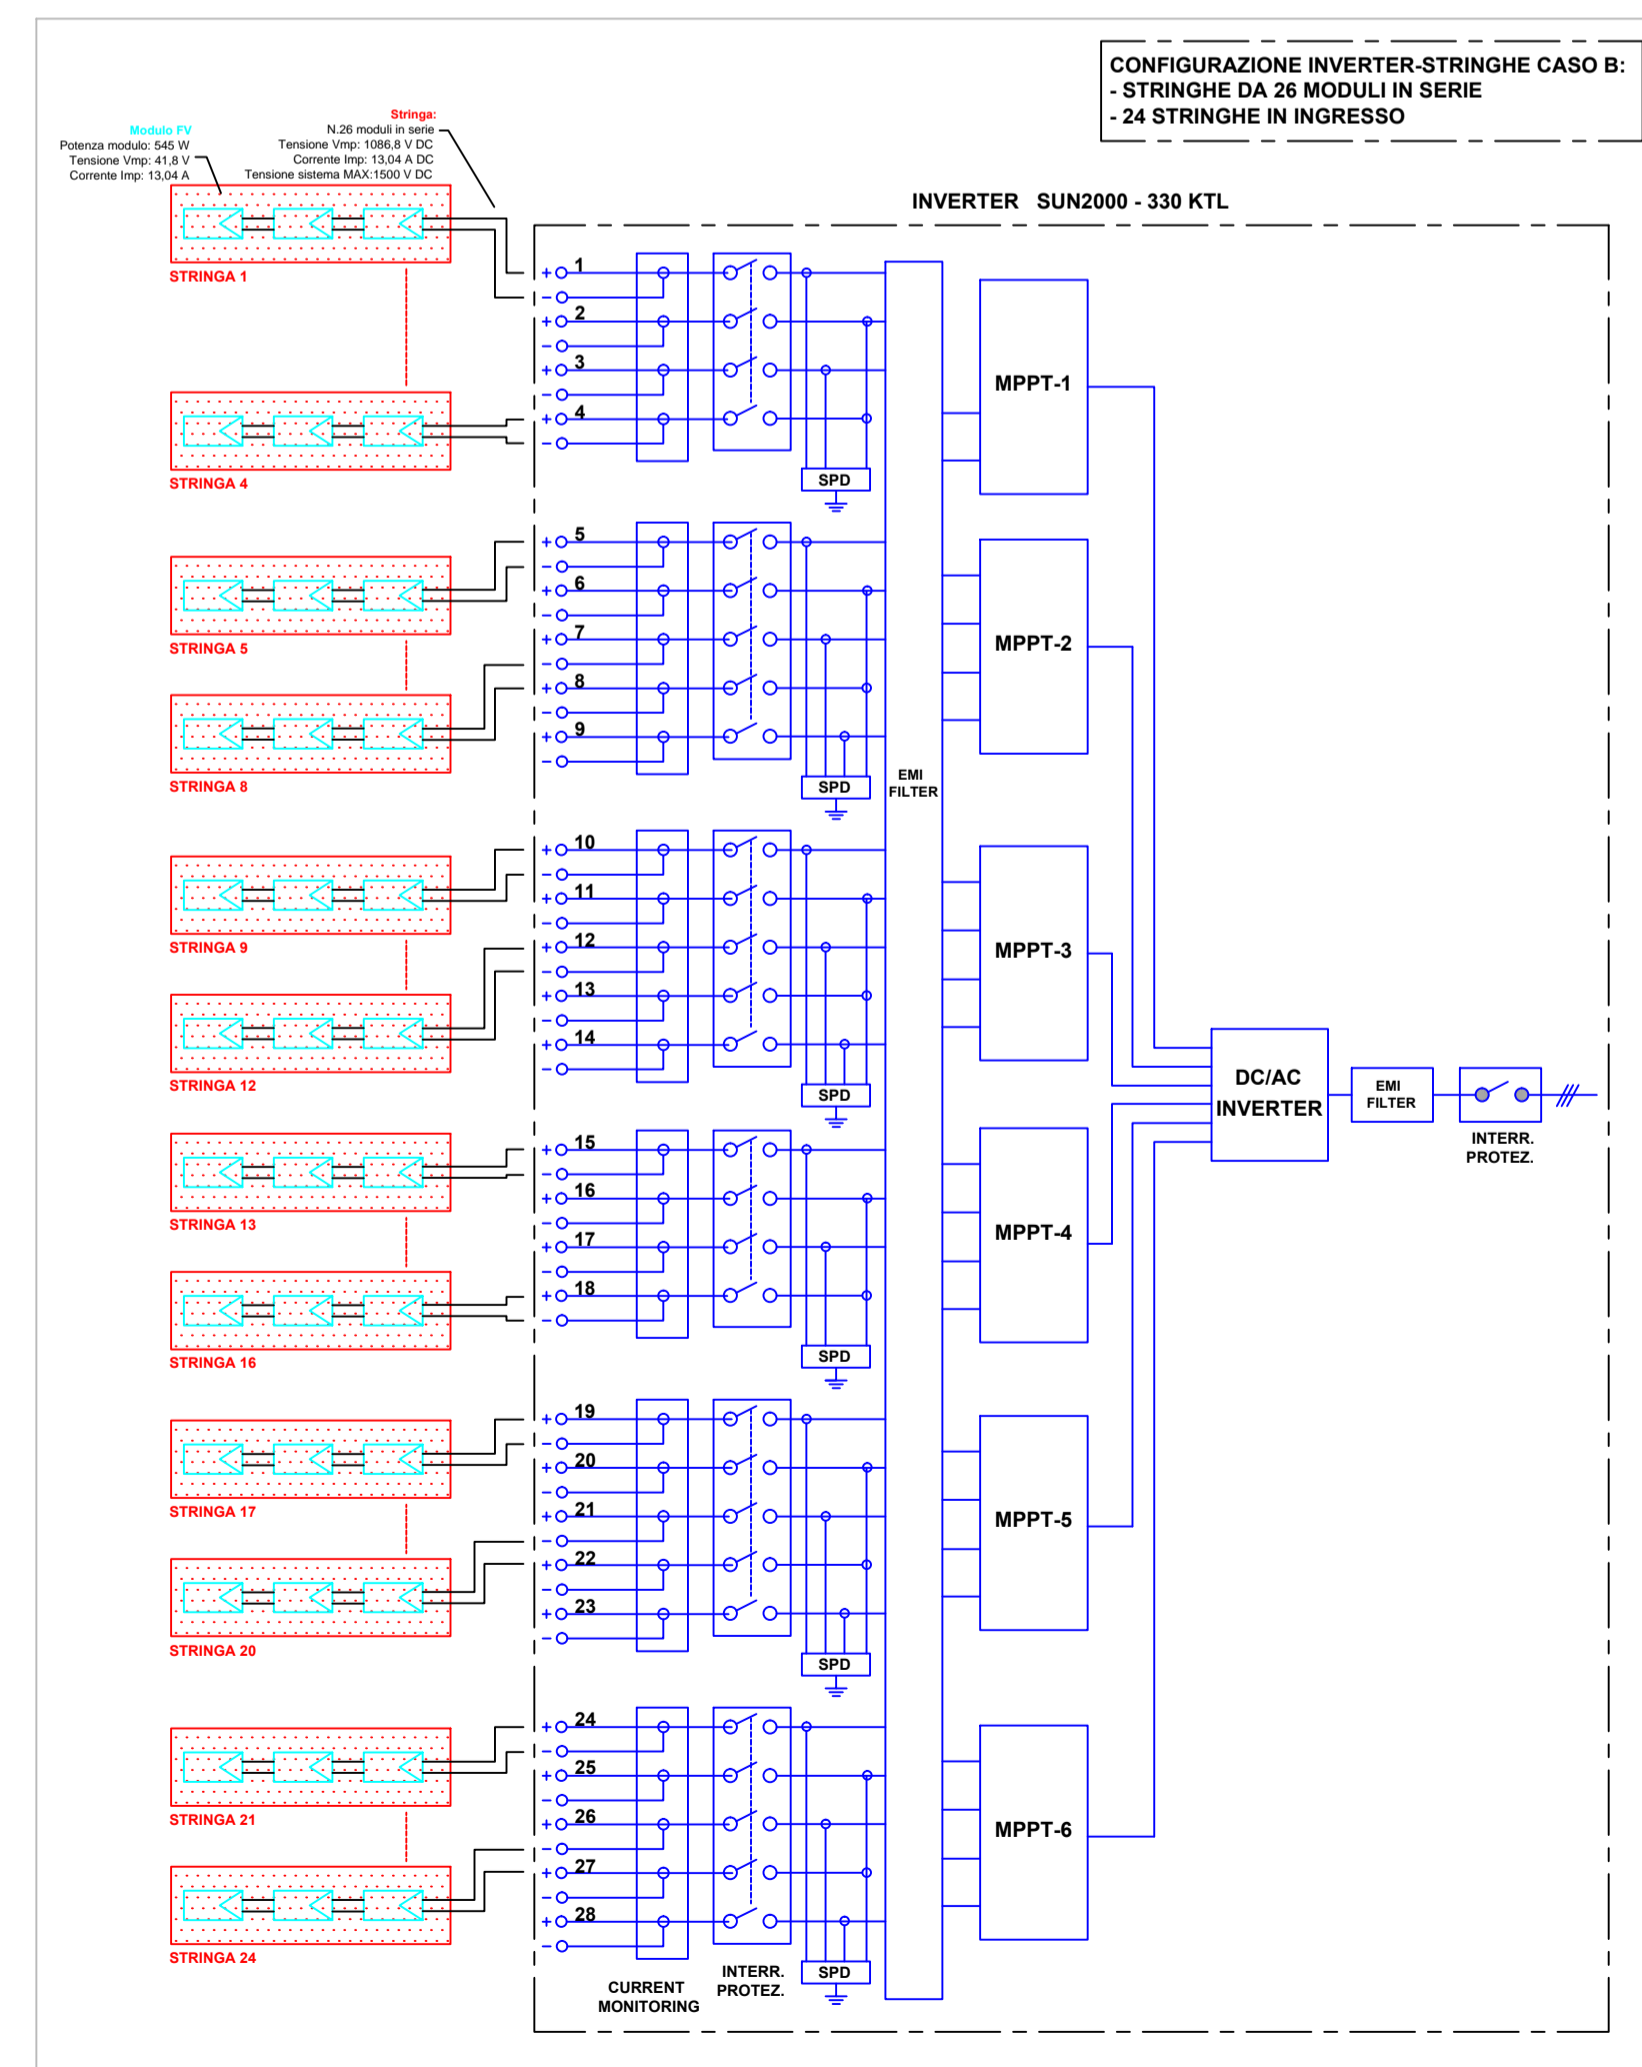 CONFIGURAZIONE INVERTER-STRINGHE CASO B:
- STRINGHE DA 26 MODULI IN SERIE
- 24 STRINGHE IN INGRESSO
Modulo FV
Potenza modulo: 545 W
Tensione Vmp: 41,8 V
Corrente Imp: 13,04 A
Stringa:
N.26 moduli in serie
Tensione Vmp: 1086,8 V DC
Corrente Imp: 13,04 A DC
Tensione sistema MAX:1500 V DC
INVERTER SUN2000 - 330 KTL
STRINGA 1
STRINGA 4
STRINGA 5
STRINGA 8
STRINGA 9
STRINGA 12
STRINGA 13
STRINGA 16
STRINGA 17
STRINGA 20
STRINGA 21
STRINGA 24
+ 1
-
+ 2
-
+ 3
-
+ 4
-
SPD
+ 5
-
+ 6
-
+ 7
-
+ 8
-
+ 9
-
SPD
+ 10
-
+ 11
-
+ 12
-
+ 13
-
+ 14
-
SPD
+ 15
-
+ 16
-
+ 17
-
+ 18
-
SPD
+ 19
-
+ 20
-
+ 21
-
+ 22
-
+ 23
-
SPD
+ 24
-
+ 25
-
+ 26
-
+ 27
-
+ 28
-
SPD
CURRENT
MONITORING
INTERR.
PROTEZ.
EMI
FILTER
MPPT-1
MPPT-2
MPPT-3
MPPT-4
MPPT-5
MPPT-6
DC/AC
INVERTER
EMI
FILTER
INTERR.
PROTEZ.